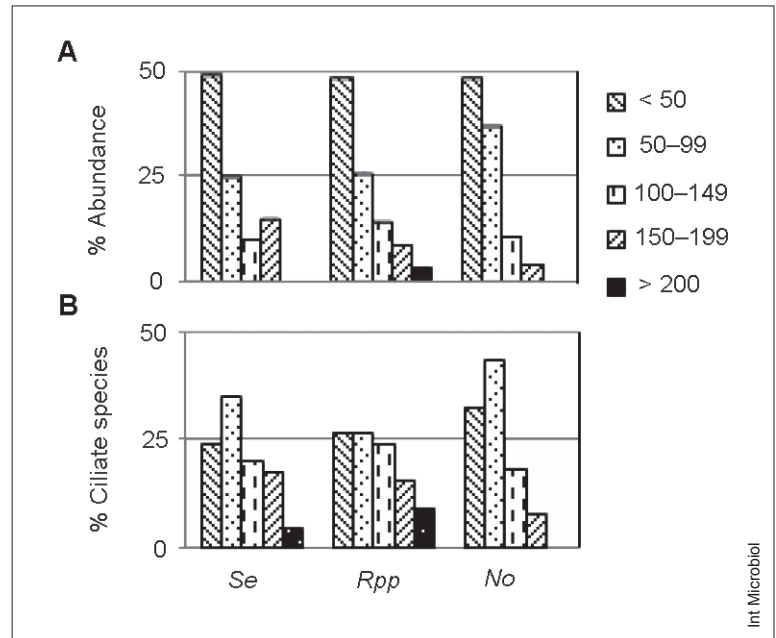 A
% Abundance
50
25
0
< 50
50–99
100–149
150–199
> 200
B
% Ciliate species
50
25
0
Se
Rpp
No
Int Microbiol